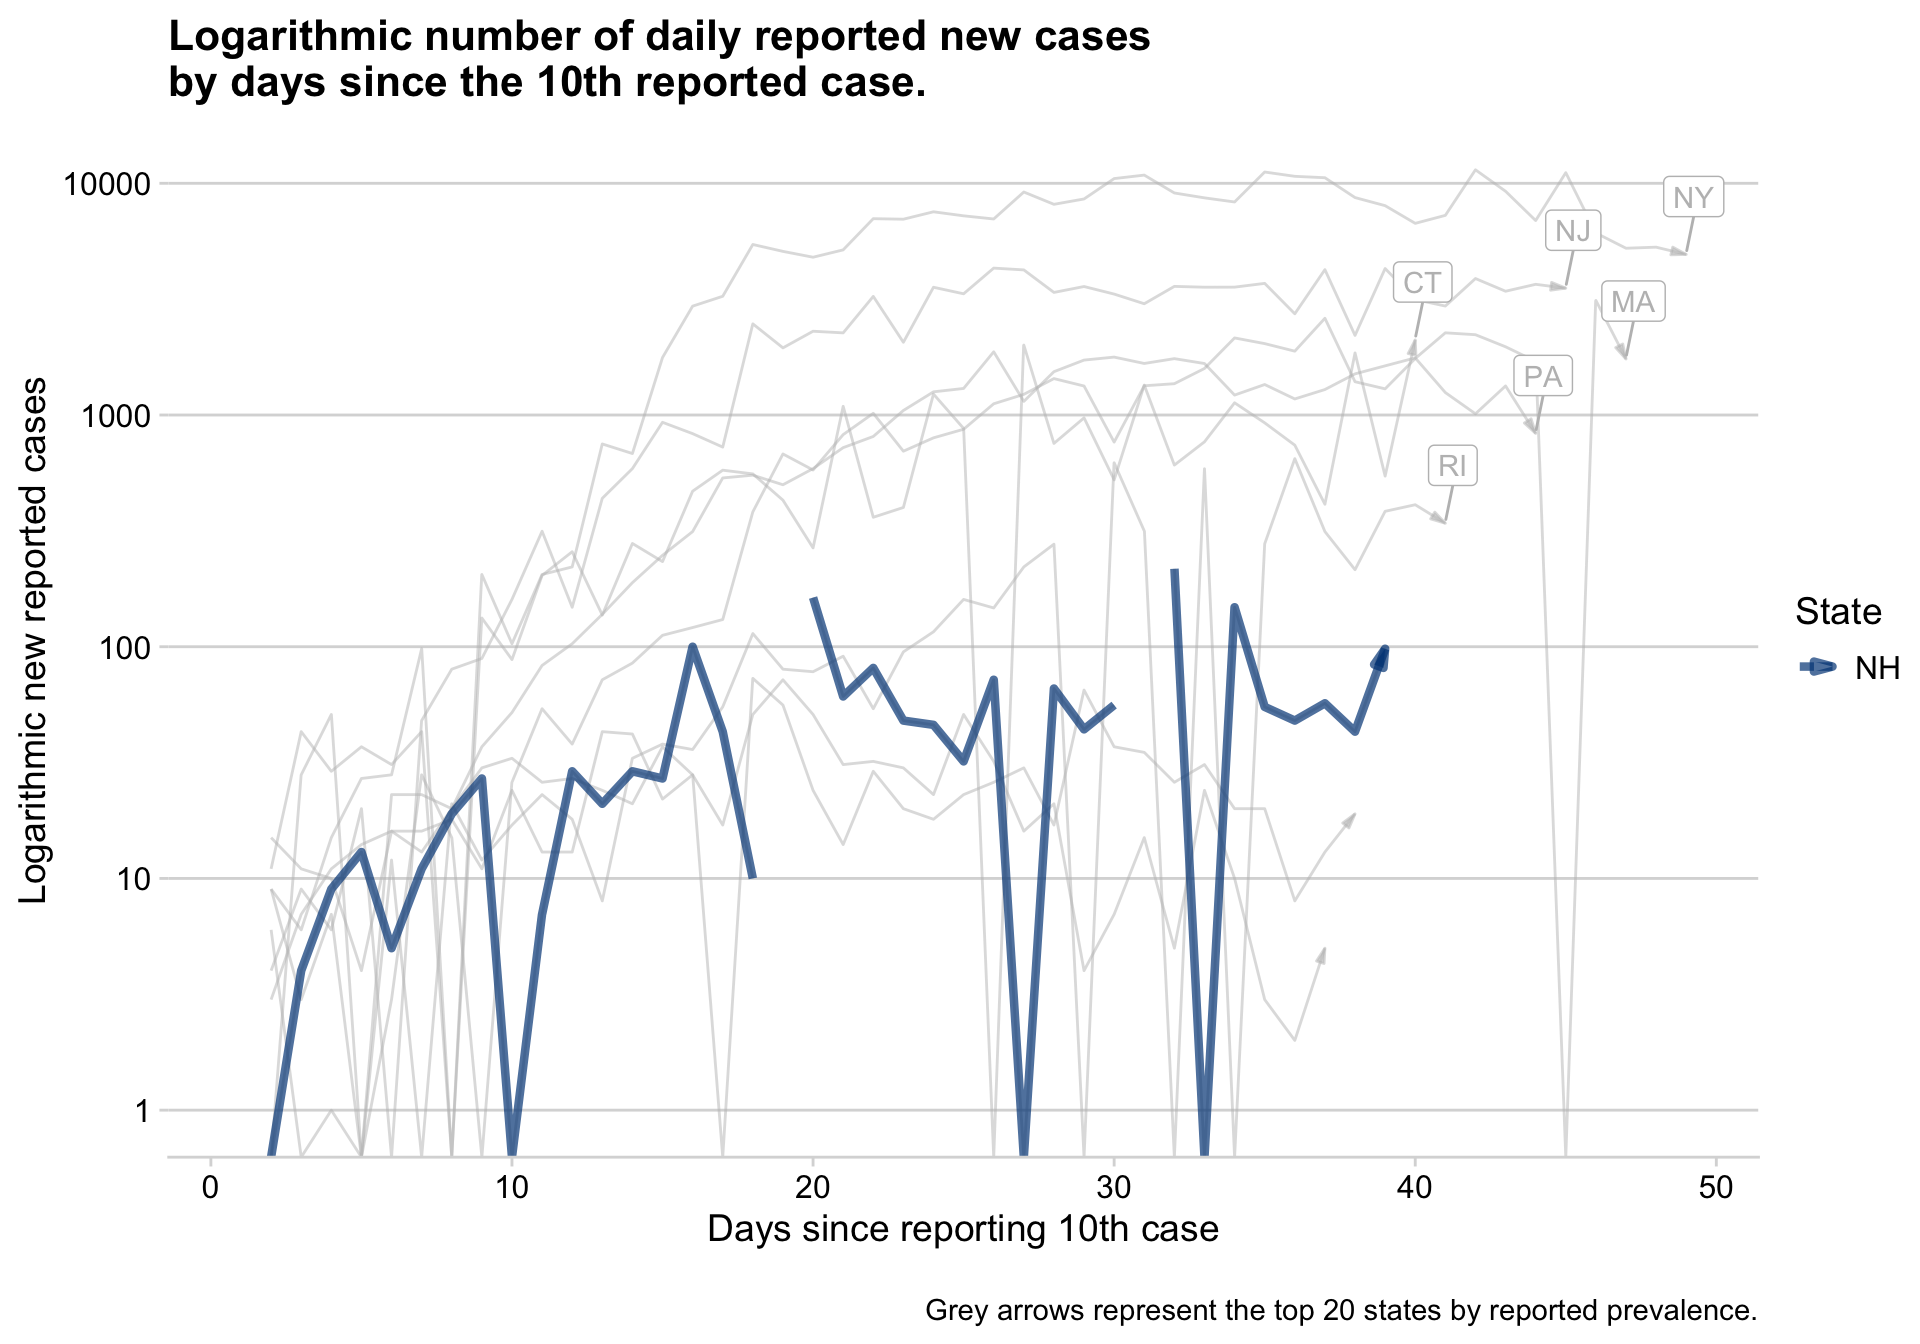 Logarithmic number of daily reported new cases
by days since the 10th reported case.
Logarithmic new reported cases
10000
1000
100
10
1
NY
NJ
CT
MA
PA
RI
State
NH
0 10 20 30 40 50
Days since reporting 10th case
Grey arrows represent the top 20 states by reported prevalence.